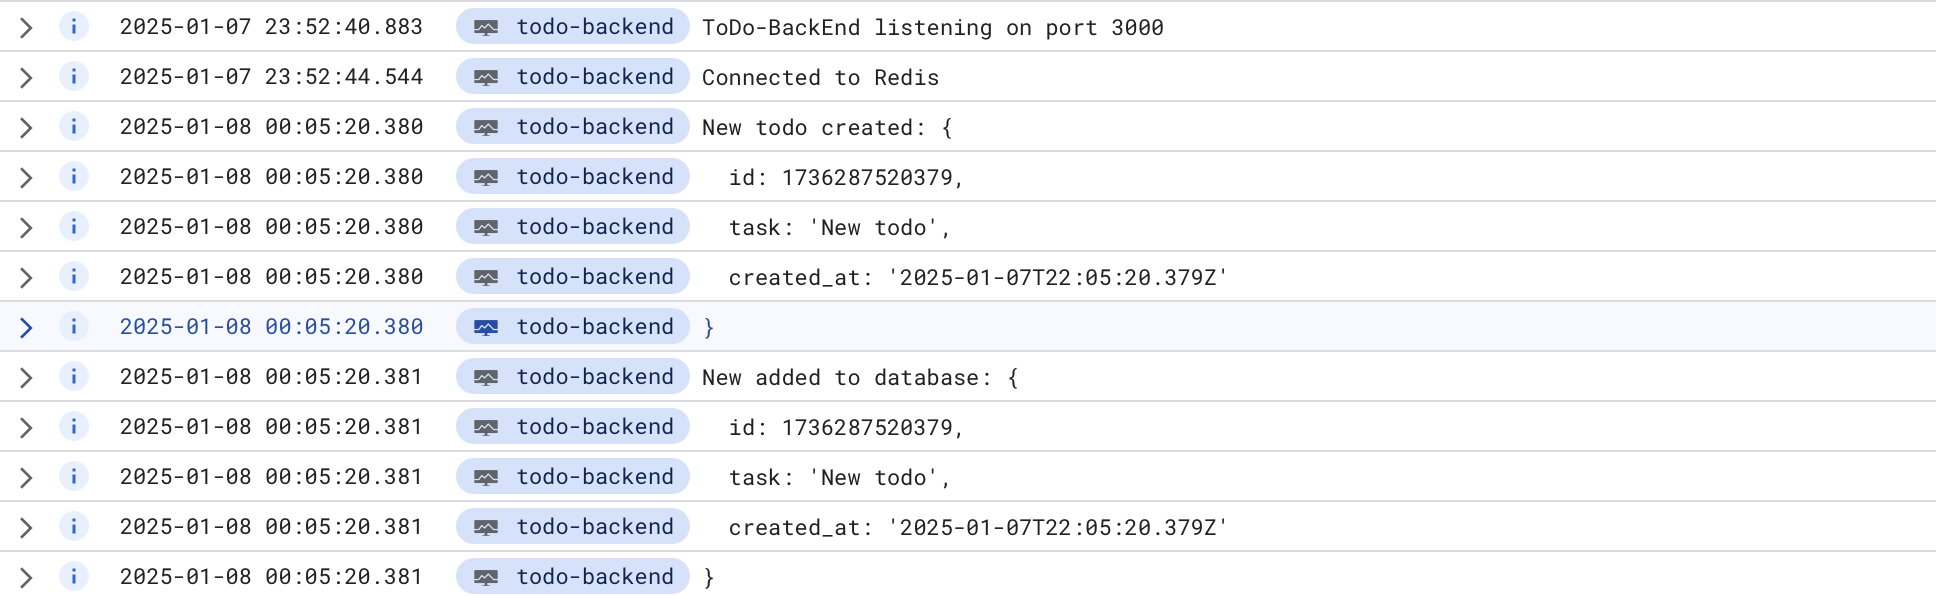 2025-01-07 23:52:40.883 todo-backend ToDo-BackEnd listening on port 3000
2025-01-07 23:52:44.544 todo-backend Connected to Redis
2025-01-08 00:05:20.380 todo-backend New todo created: {
2025-01-08 00:05:20.380 todo-backend id: 1736287520379,
2025-01-08 00:05:20.380 todo-backend task: 'New todo',
2025-01-08 00:05:20.380 todo-backend created_at: '2025-01-07T22:05:20.379Z'
2025-01-08 00:05:20.380 todo-backend }
2025-01-08 00:05:20.381 todo-backend New added to database: {
2025-01-08 00:05:20.381 todo-backend id: 1736287520379,
2025-01-08 00:05:20.381 todo-backend task: 'New todo',
2025-01-08 00:05:20.381 todo-backend created_at: '2025-01-07T22:05:20.379Z'
2025-01-08 00:05:20.381 todo-backend }